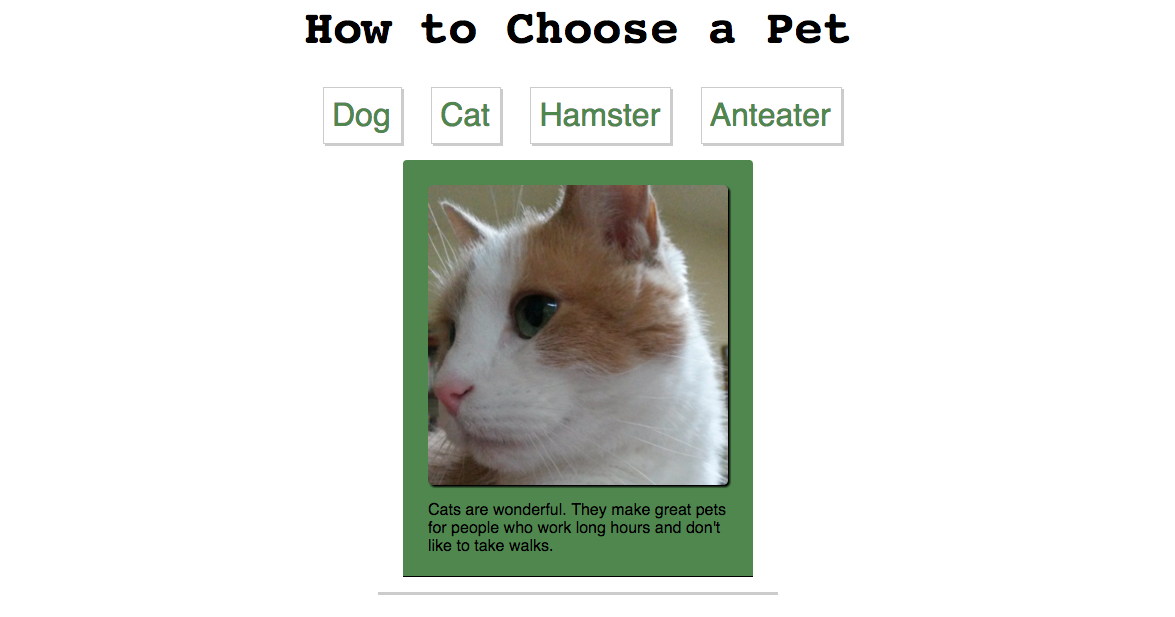 How to Choose a Pet
Dog Cat Hamster Anteater
Cats are wonderful. They make great pets
for people who work long hours and don't
like to take walks.